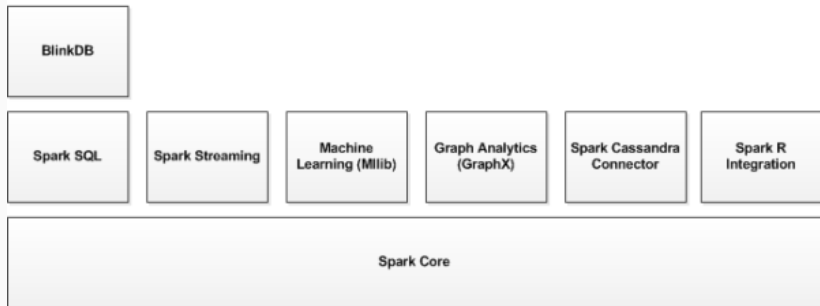 BlinkDB
Spark SQL
Spark Streaming
Machine
Learning (Mllib)
Graph Analytics
(GraphX)
Spark Cassandra
Connector
Spark R
Integration
Spark Core